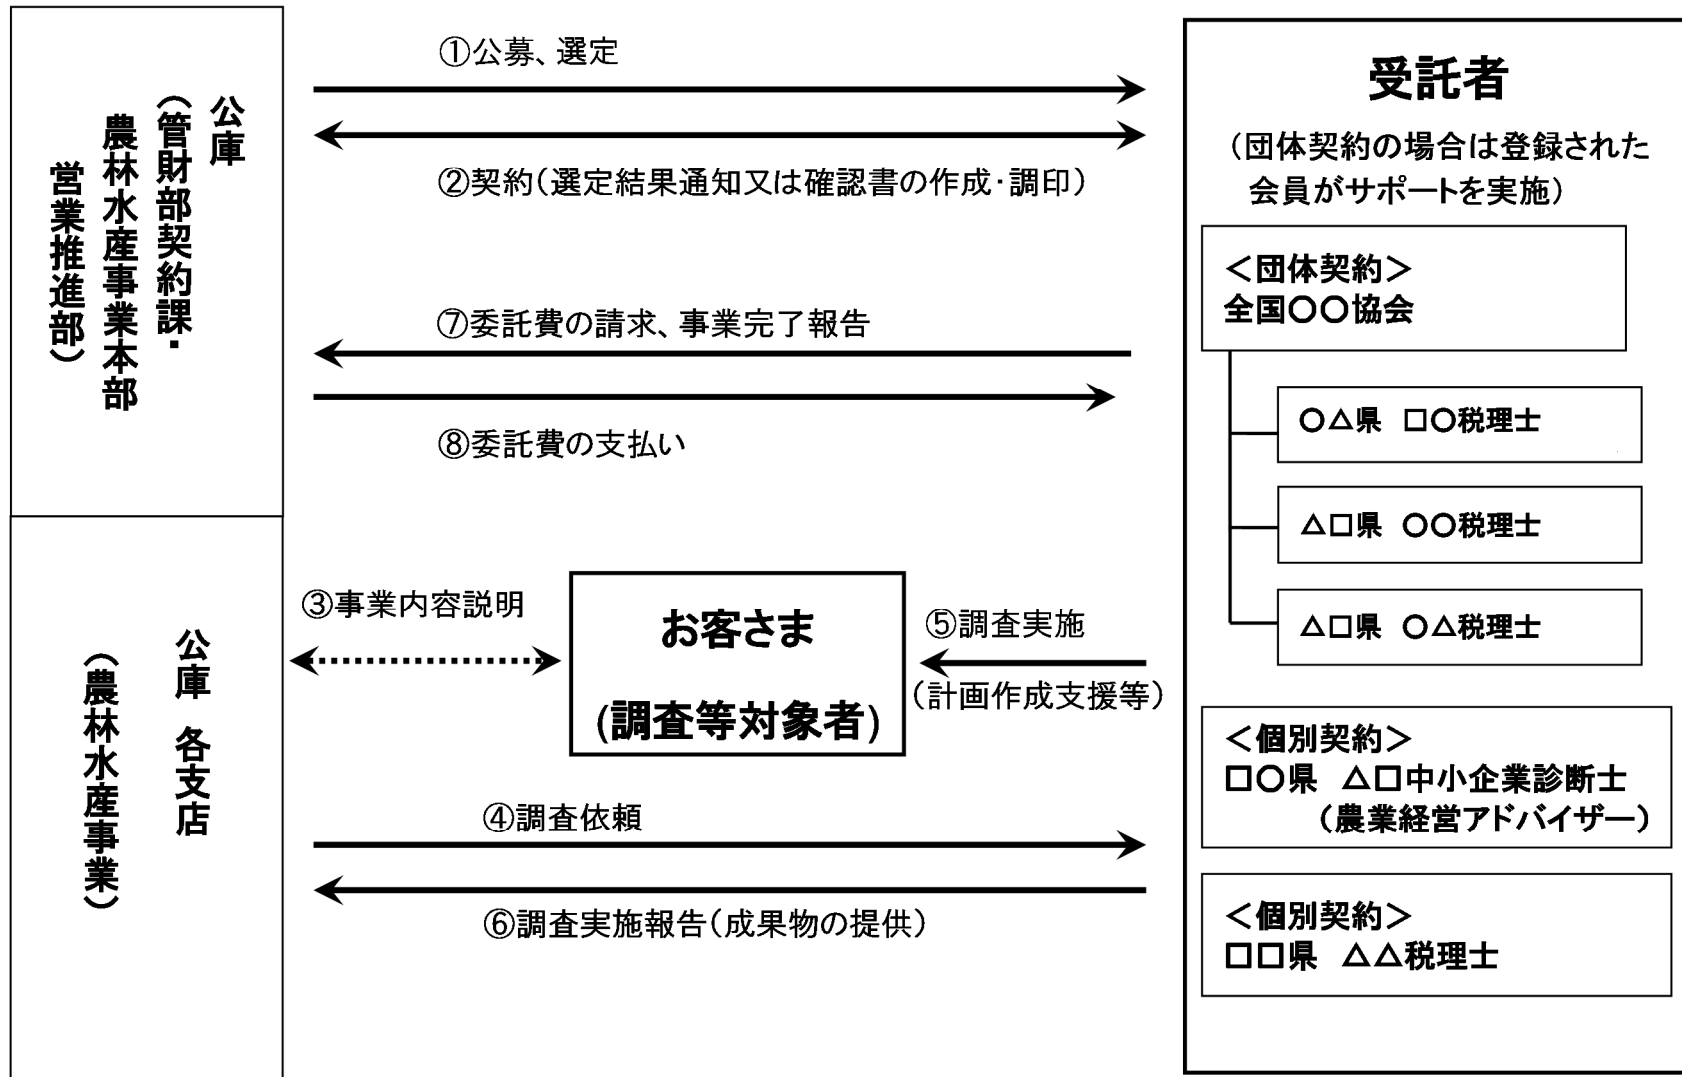 公庫
（管財部契約課・
農林水産事業本部
営業推進部）
①公募、選定
②契約（選定結果通知又は確認書の作成・調印）
⑦委託費の請求、事業完了報告
⑧委託費の支払い
公庫 各支店
（農林水産事業）
③事業内容説明
お客さま
(調査等対象者)
⑤調査実施
（計画作成支援等）
④調査依頼
⑥調査実施報告（成果物の提供）
受託者
（団体契約の場合は登録された
会員がサポートを実施）
＜団体契約＞
全国〇〇協会
〇△県 □〇税理士
△□県 〇〇税理士
△□県 〇△税理士
＜個別契約＞
□〇県 △□中小企業診断士
（農業経営アドバイザー）
＜個別契約＞
□□県 △△税理士